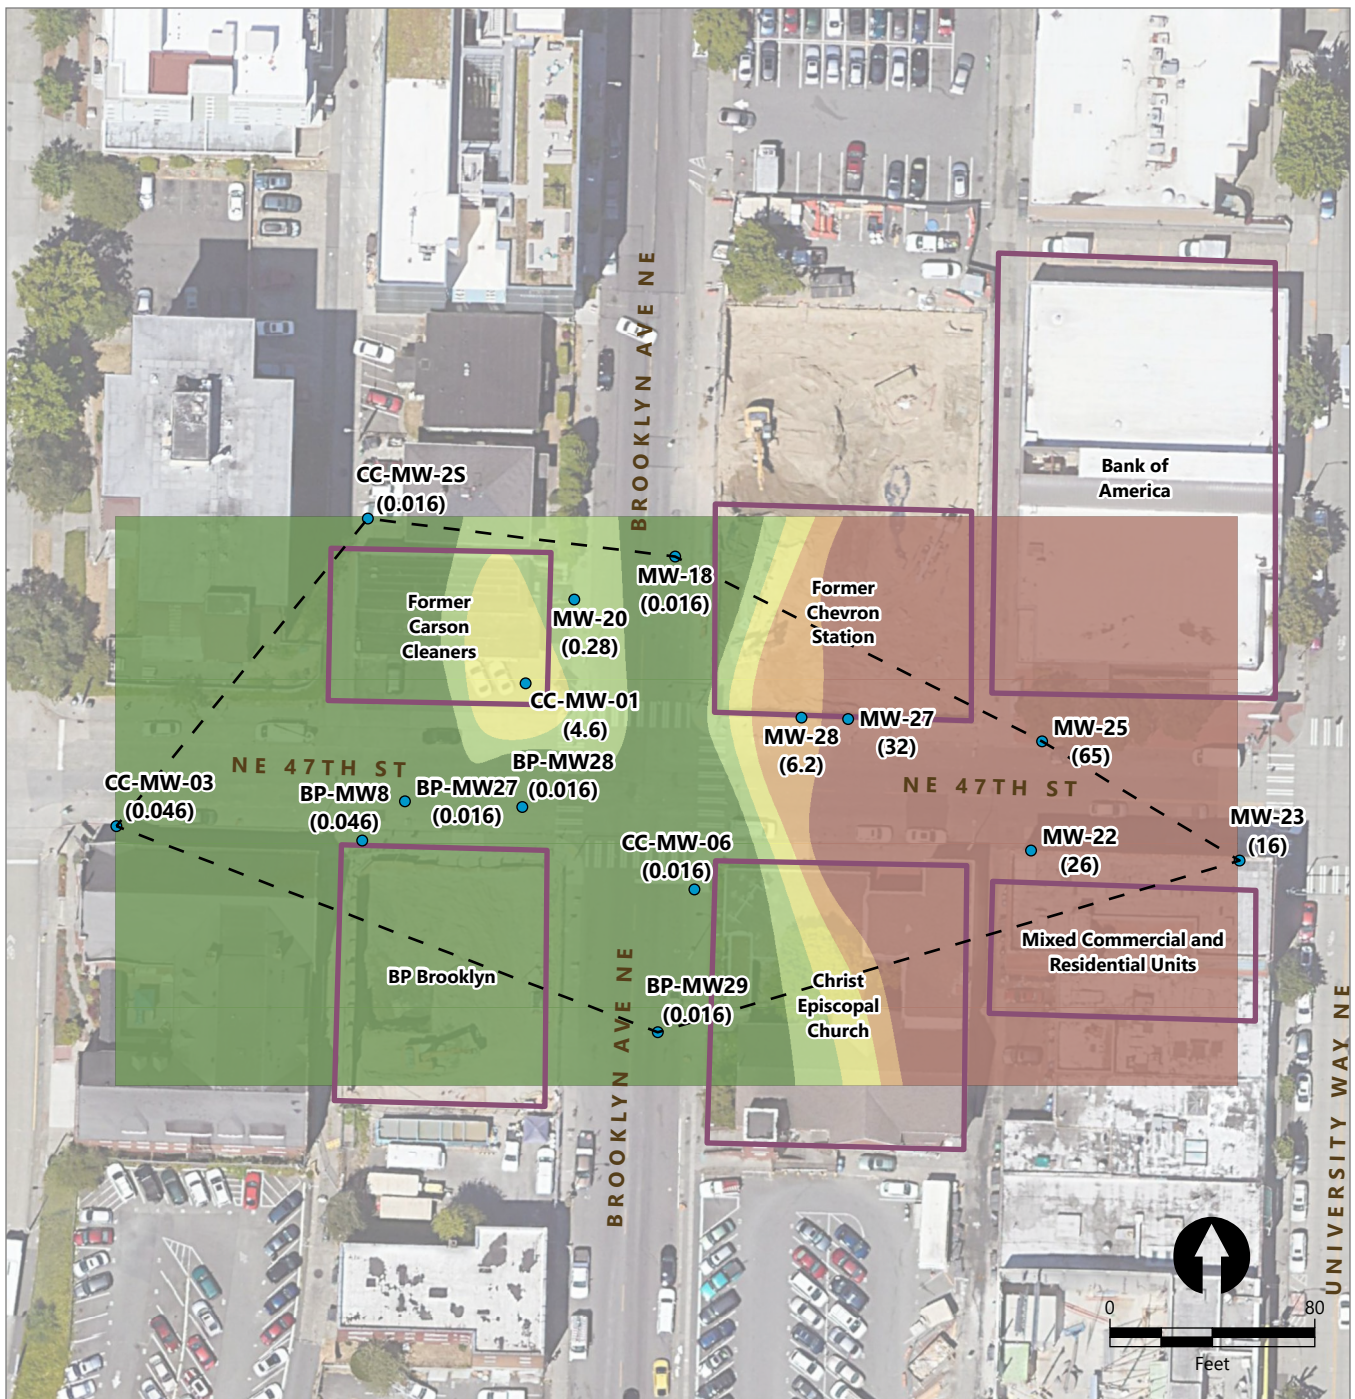 BROOKLYN AVE NE
CC-MW-2S
(0.016)
Bank of
America
MW-18
(0.016)
Former
Chevron
Station
Former
Carson
Cleaners
MW-20
(0.28)
CC-MW-01
(4.6)
MW-28
(6.2)
MW-27
(32)
MW-25
(65)
NE 47TH ST
NE 47TH ST
CC-MW-03
(0.046)
BP-MW8
(0.046)
BP-MW27
(0.016)
BP-MW28
(0.016)
CC-MW-06
(0.016)
MW-22
(26)
MW-23
(16)
BP Brooklyn
BP-MW29
(0.016)
Christ
Episcopal
Church
Mixed Commercial and
Residential Units
BROOKLYN AVE NE
UNIVERSITY WAY NE
0 80
Feet